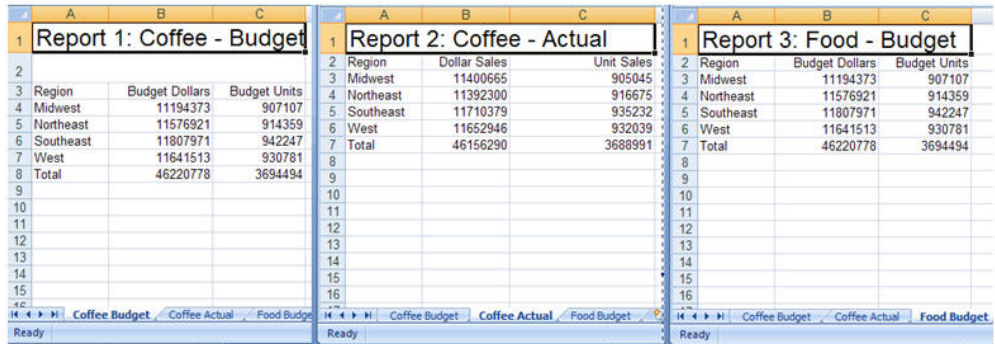 A B C
1 Report 1: Coffee - Budget
2
3 Region Budget Dollars Budget Units
4 Midwest 11194373 907107
5 Northeast 11576921 914359
6 Southeast 11807971 942247
7 West 11641513 930781
8 Total 46220778 3694494
9
10
11
12
13
14
15
16
Coffee Budget Coffee Actual Food Budge
Ready
A B C
1 Report 2: Coffee - Actual
2 Region Dollar Sales Unit Sales
3 Midwest 11400665 905045
4 Northeast 11392300 916675
5 Southeast 11710379 935232
6 West 11652946 932039
7 Total 46156290 3688991
8
9
10
11
12
13
14
15
16
Coffee Budget Coffee Actual Food Budget
Ready
A B C
1 Report 3: Food - Budget
2 Region Budget Dollars Budget Units
3 Midwest 11194373 907107
4 Northeast 11576921 914359
5 Southeast 11807971 942247
6 West 11641513 930781
7 Total 46220778 3694494
8
9
10
11
12
13
14
15
16
Coffee Budget Coffee Actual Food Budget
Ready